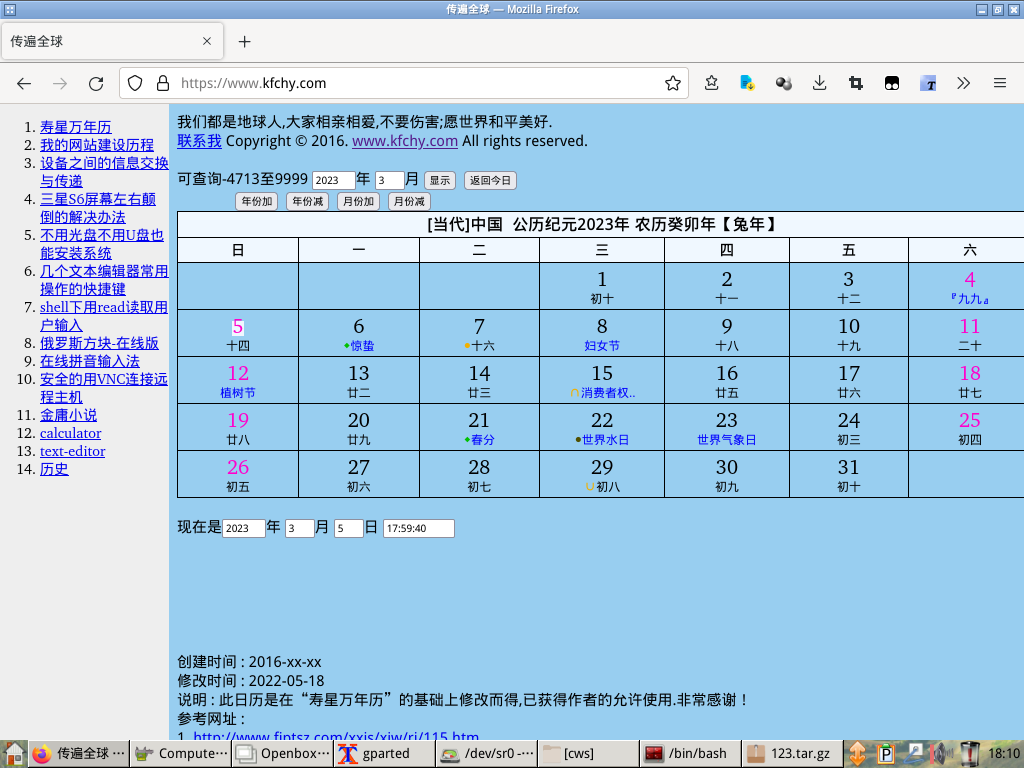 传遍全球 — Mozilla Firefox
传遍全球
https://www.kfchy.com
1. 寿星万年历
2. 我的网站建设历程
3. 设备之间的信息交换
与传递
4. 三星S6屏幕左右颠
倒的解决办法
5. 不用光盘不用U盘也
能安装系统
6. 几个文本编辑器常用
操作的快捷键
7. shell下用read读取用
户输入
8. 俄罗斯方块-在线版
9. 在线拼音输入法
10. 安全的用VNC连接远
程主机
11. 金庸小说
12. calculator
13. text-editor
14. 历史
我们都是地球人,大家相亲相爱,不要伤害;愿世界和平美好.
联系我 Copyright © 2016. www.kfchy.com All rights reserved.
可查询-4713至9999 2023 年 3 月 显示 返回今日
年份加 年份减 月份加 月份减
[当代]中国 公历纪元2023年 农历癸卯年【兔年】
日 一 二 三 四 五 六
1 2 3 4
初十 十一 十二 『九九』
5 6 7 8 9 10 11
十四 惊蛰 十六 妇女节 十八 十九 二十
12 13 14 15 16 17 18
植树节 廿二 廿三 消费者权.. 廿五 廿六 廿七
19 20 21 22 23 24 25
廿八 廿九 春分 世界水日 世界气象日 初三 初四
26 27 28 29 30 31
初五 初六 初七 初八 初九 初十
现在是 2023 年 3 月 5 日 17:59:40
创建时间 : 2016-xx-xx
修改时间 : 2022-05-18
说明 : 此日历是在“寿星万年历”的基础上修改而得,已获得作者的允许使用.非常感谢！
参考网址 :
1. http://www.fjptsz.com/xxjs/xjw/rj/115.htm
传遍全球 ··· Compute··· Openbox··· gparted /dev/sr0 -··· [cws] /bin/bash 123.tar.gz 18:10